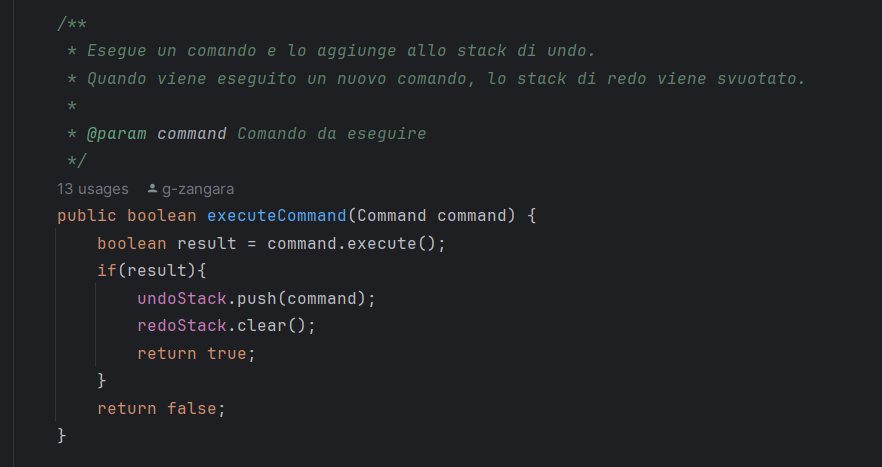 /**
 * Esegue un comando e lo aggiunge allo stack di undo.
 * Quando viene eseguito un nuovo comando, lo stack di redo viene svuotato.
 *
 * @param command Comando da eseguire
 */
13 usages g-zangara
public boolean executeCommand(Command command) {
    boolean result = command.execute();
    if(result){
        undoStack.push(command);
        redoStack.clear();
        return true;
    }
    return false;
}